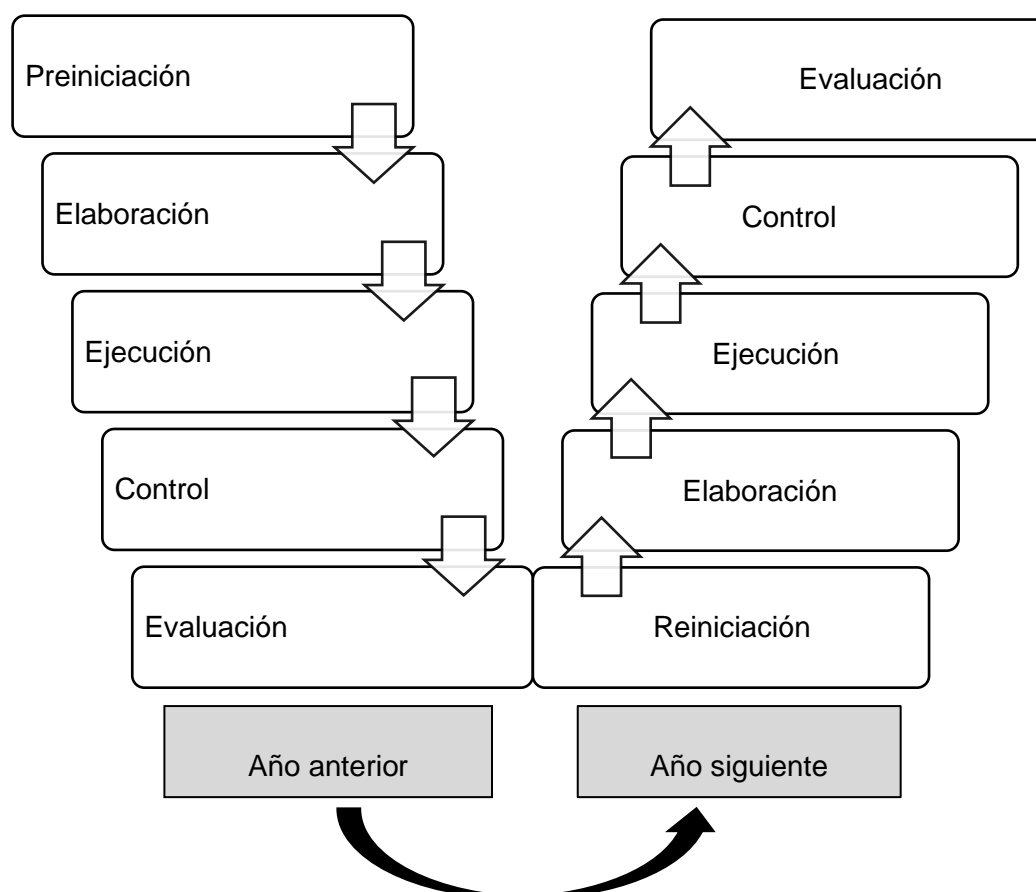 Preiniciación
Elaboración
Ejecución
Control
Evaluación
Evaluación
Control
Ejecución
Elaboración
Reiniciación
Año anterior
Año siguiente